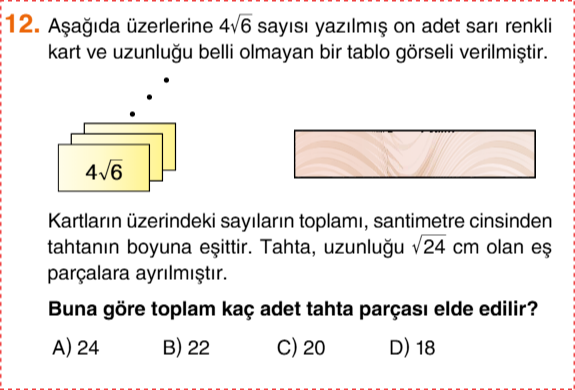 12. Aşağıda üzerlerine 4√6 sayısı yazılmış on adet sarı renkli
kart ve uzunluğu belli olmayan bir tablo görseli verilmiştir.
4√6
Kartların üzerindeki sayıların toplamı, santimetre cinsinden
tahtanın boyuna eşittir. Tahta, uzunluğu √24 cm olan eş
parçalara ayrılmıştır.
Buna göre toplam kaç adet tahta parçası elde edilir?
A) 24 B) 22 C) 20 D) 18